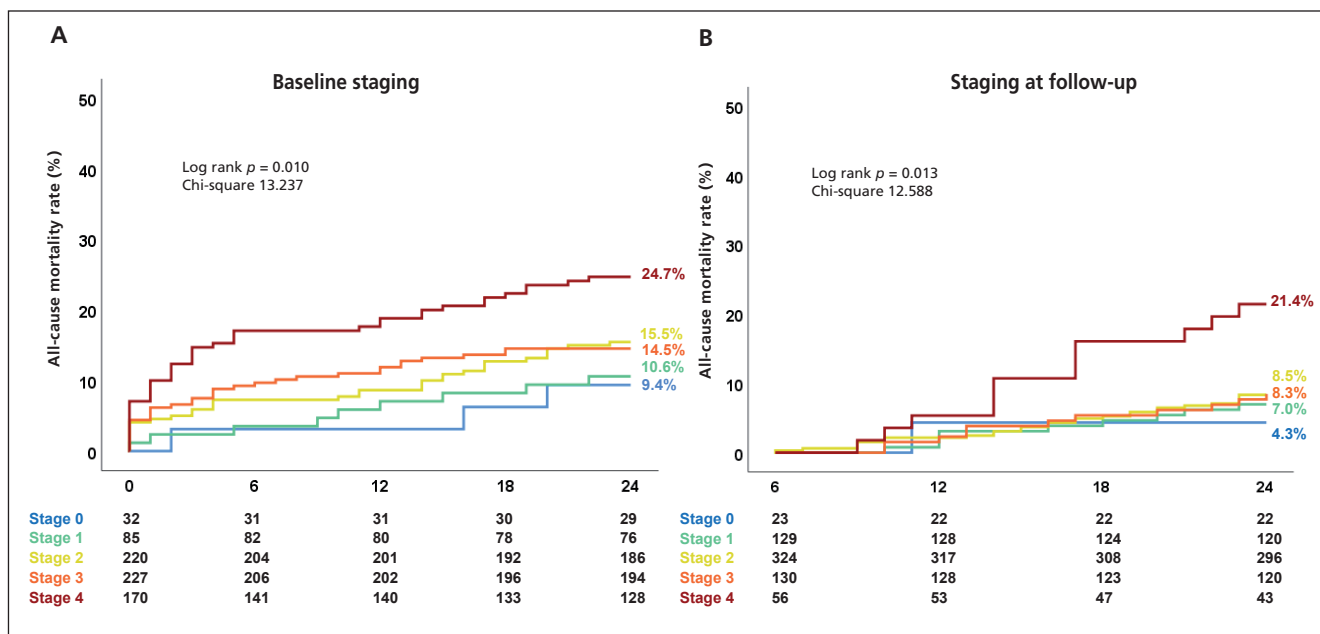 A
Baseline staging
All-cause mortality rate (%)
50
40
30
20
10
0
Log rank p = 0.010
Chi-square 13.237
24.7%
15.5%
14.5%
10.6%
9.4%
0 6 12 18 24
Stage 0 32 31 31 30 29
Stage 1 85 82 80 78 76
Stage 2 220 204 201 192 186
Stage 3 227 206 202 196 194
Stage 4 170 141 140 133 128
B
Staging at follow-up
All-cause mortality rate (%)
50
40
30
20
10
0
Log rank p = 0.013
Chi-square 12.588
21.4%
8.5%
8.3%
7.0%
4.3%
6 12 18 24
Stage 0 23 22 22 22
Stage 1 129 128 124 120
Stage 2 324 317 308 296
Stage 3 130 128 123 120
Stage 4 56 53 47 43